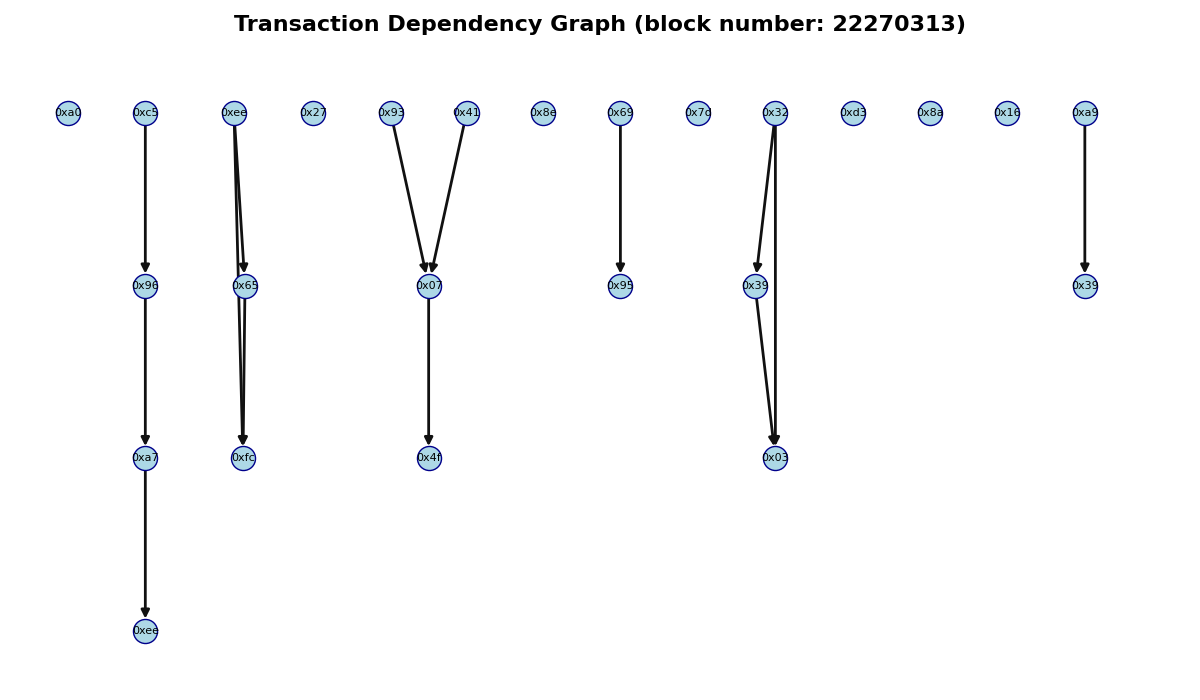 Transaction Dependency Graph (block number: 22270313)
0xa0 0xc5 0xee 0x27 0x93 0x41 0x8e 0x69 0x7d 0x32 0xd3 0x8a 0x16 0xa9
0x96 0x65 0x07 0x95 0x39 0x39
0xa7 0xfc 0x4f 0x03
0xee